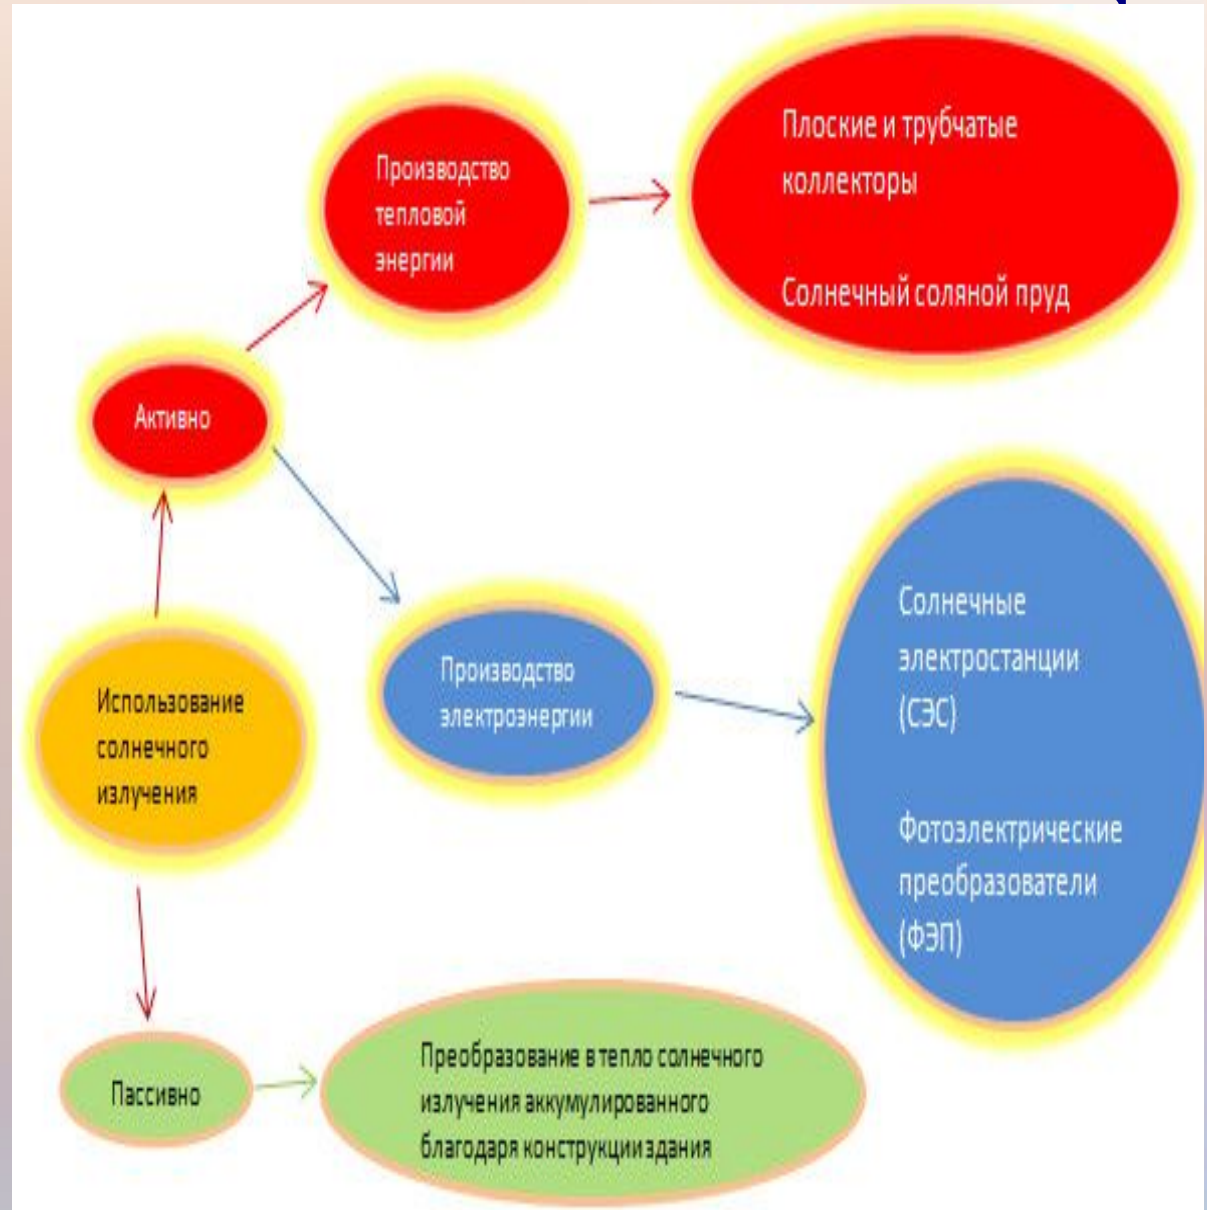 Плоские и трубчатые
коллекторы
Солнечный соляной пруд
Производство
тепловой
энергии
Активно
Солнечные
электростанции
(СЭС)
Фотоэлектрические
преобразователи
(ФЭП)
Производство
электроэнергии
Использование
солнечного
излучения
Преобразование в тепло солнечного
излучения аккумулированного
благодаря конструкции здания
Пассивно